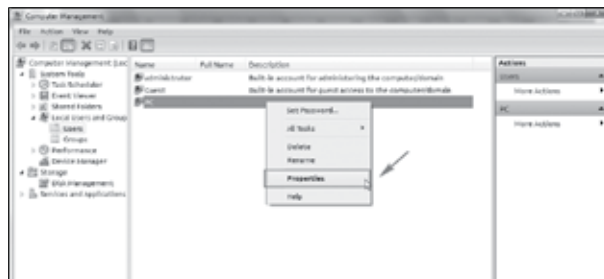 Computer Management
File Action View Help
Computer Management (Loc
System Tools
Task Scheduler
Event Viewer
Shared Folders
Local Users and Group
Users
Groups
Performance
Device Manager
Storage
Disk Management
Services and Applications
Name Full Name Description
Administrator Built-in account for administering the computer/domain
Guest Built-in account for guest access to the computer/domain
PC
Set Password...
All Tasks
Delete
Rename
Properties
Help
Actions
Users
More Actions
PC
More Actions